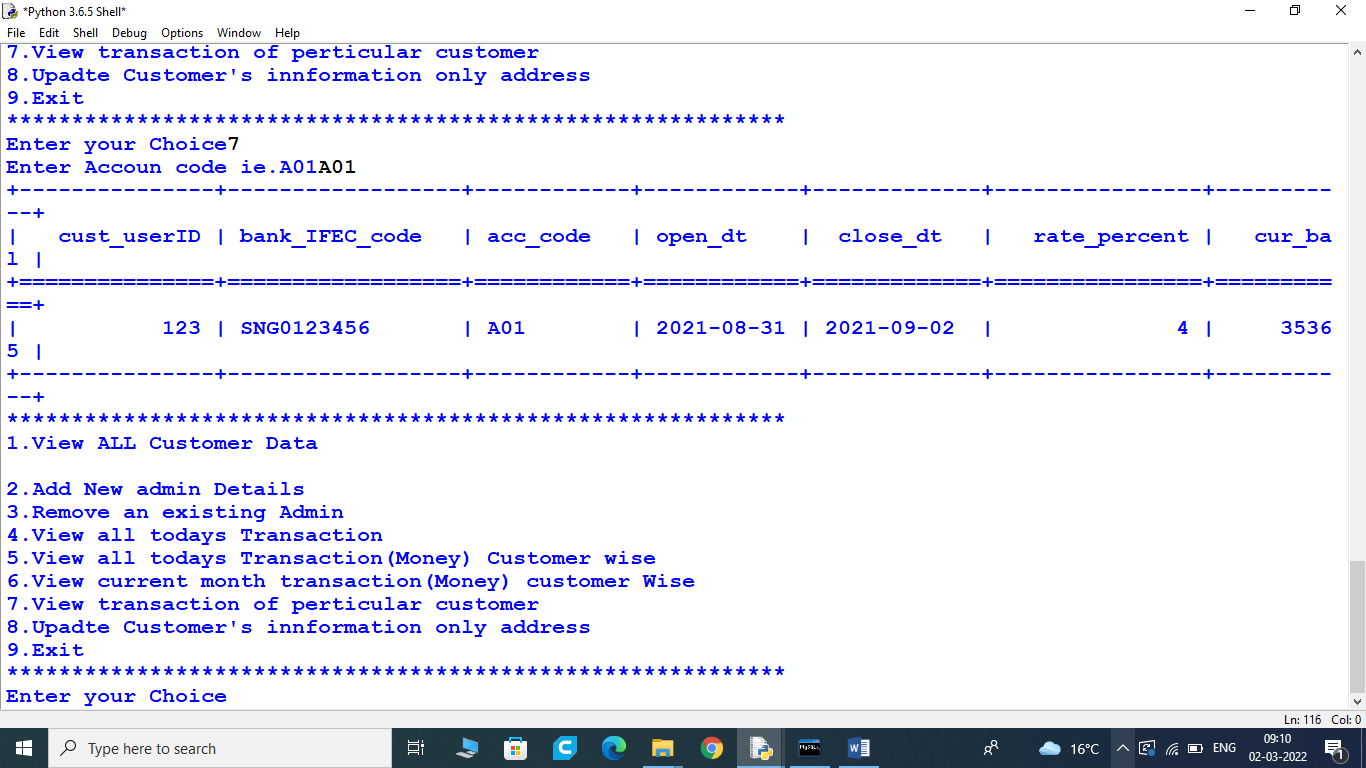 *Python 3.6.5 Shell*
File Edit Shell Debug Options Window Help
7.View transaction of perticular customer
8.Upadte Customer's innformation only address
9.Exit
************************************************************
Enter your Choice7
Enter Accoun code ie.A01A01
+---------------+------------------+------------+------------+-------------+----------------+---------
--+
|   cust_userID | bank_IFEC_code   | acc_code   | open_dt    |  close_dt   |   rate_percent |   cur_ba
l |
+===============+==================+============+============+=============+================+=========
==+
|           123 | SNG0123456       | A01        | 2021-08-31 | 2021-09-02  |              4 |     3536
5 |
+---------------+------------------+------------+------------+-------------+----------------+---------
--+
************************************************************
1.View ALL Customer Data
2.Add New admin Details
3.Remove an existing Admin
4.View all todays Transaction
5.View all todays Transaction(Money) Customer wise
6.View current month transaction(Money) customer Wise
7.View transaction of perticular customer
8.Upadte Customer's innformation only address
9.Exit
************************************************************
Enter your Choice
Ln: 116 Col: 0
Type here to search
MySQL
W
16°C
ENG
09:10
02-03-2022
1